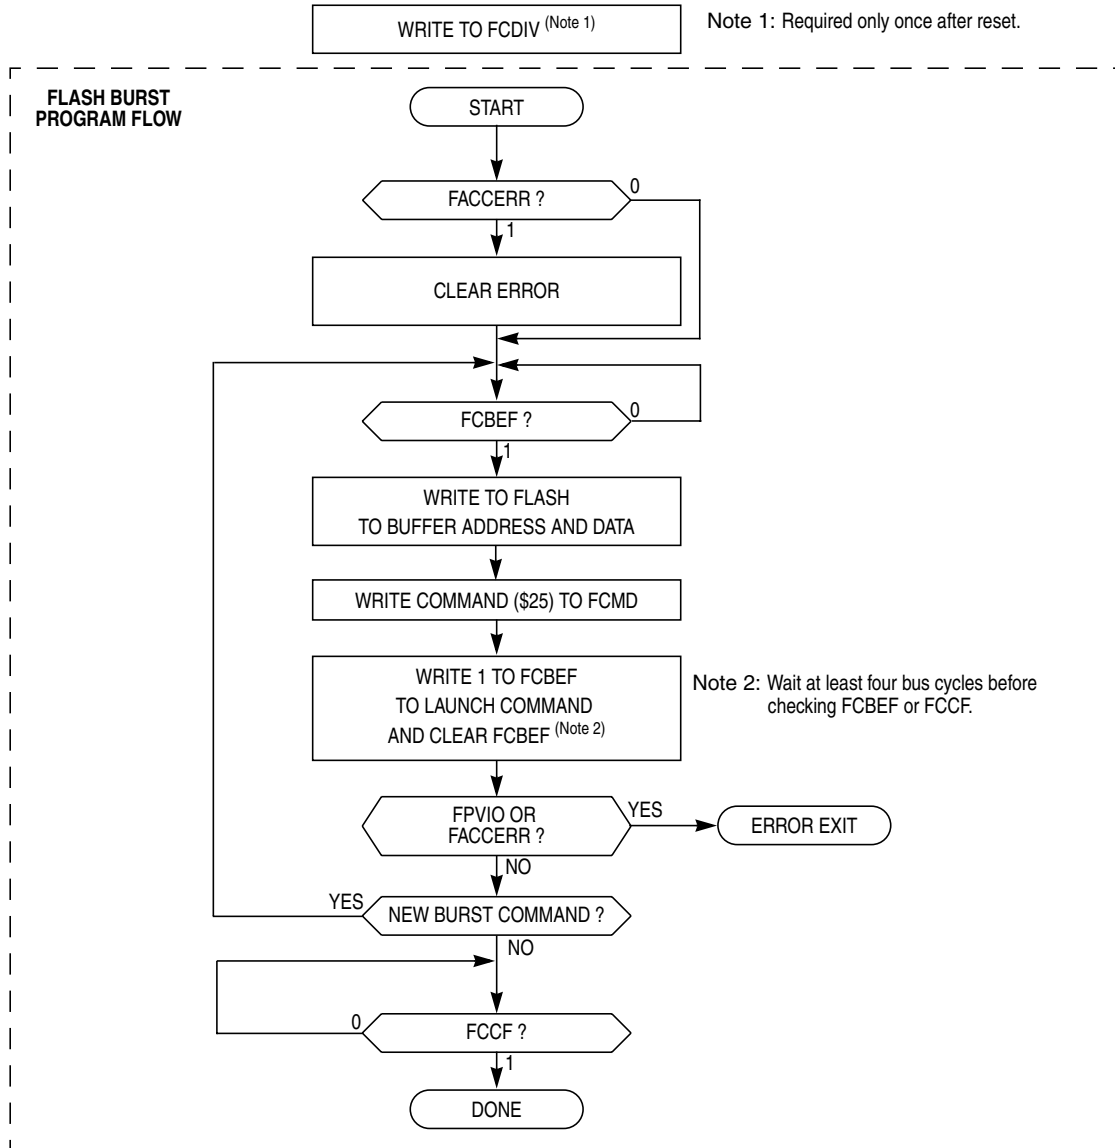 WRITE TO FCDIV (Note 1)
Note 1: Required only once after reset.
FLASH BURST
PROGRAM FLOW
START
FACCERR ?
0
1
CLEAR ERROR
FCBEF ?
0
1
WRITE TO FLASH
TO BUFFER ADDRESS AND DATA
WRITE COMMAND ($25) TO FCMD
WRITE 1 TO FCBEF
TO LAUNCH COMMAND
AND CLEAR FCBEF (Note 2)
Note 2: Wait at least four bus cycles before
checking FCBEF or FCCF.
FPVIO OR
FACCERR ?
YES
ERROR EXIT
NO
YES
NEW BURST COMMAND ?
NO
0
FCCF ?
1
DONE